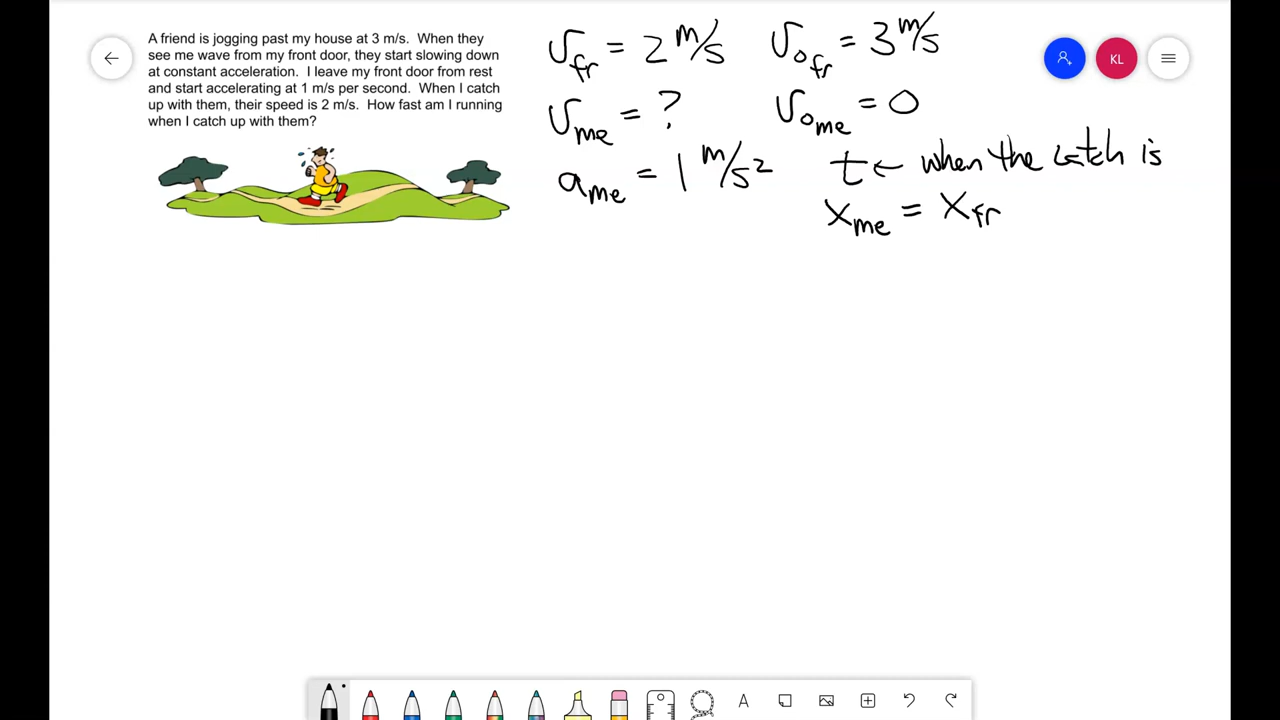 A friend is jogging past my house at 3 m/s. When they
see me wave from my front door, they start slowing down
at constant acceleration. I leave my front door from rest
and start accelerating at 1 m/s per second. When I catch
up with them, their speed is 2 m/s. How fast am I running
when I catch up with them?
v_fr = 2 m/s
v_0fr = 3 m/s
v_me = ?
v_0me = 0
a_me = 1 m/s²
t ← when the catch is
x_me = x_fr
KL
A